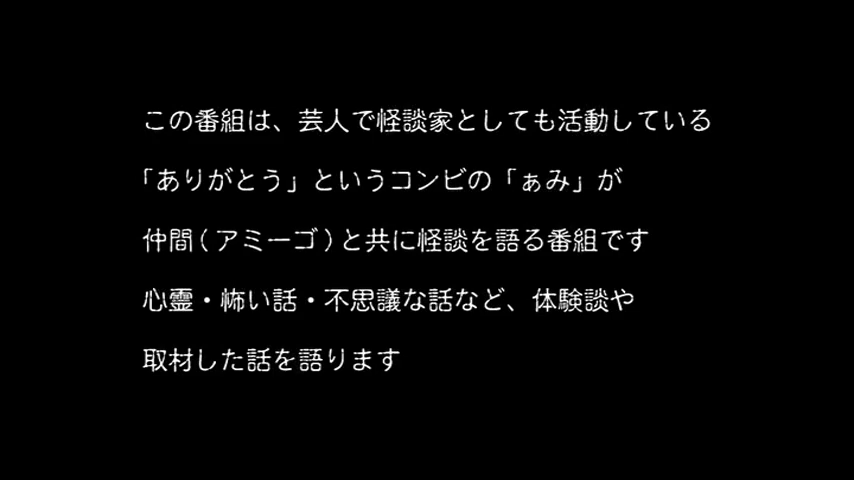 この番組は、芸人で怪談家としても活動している
「ありがとう」というコンビの「ぁみ」が
仲間(アミーゴ)と共に怪談を語る番組です
心霊・怖い話・不思議な話など、体験談や
取材した話を語ります